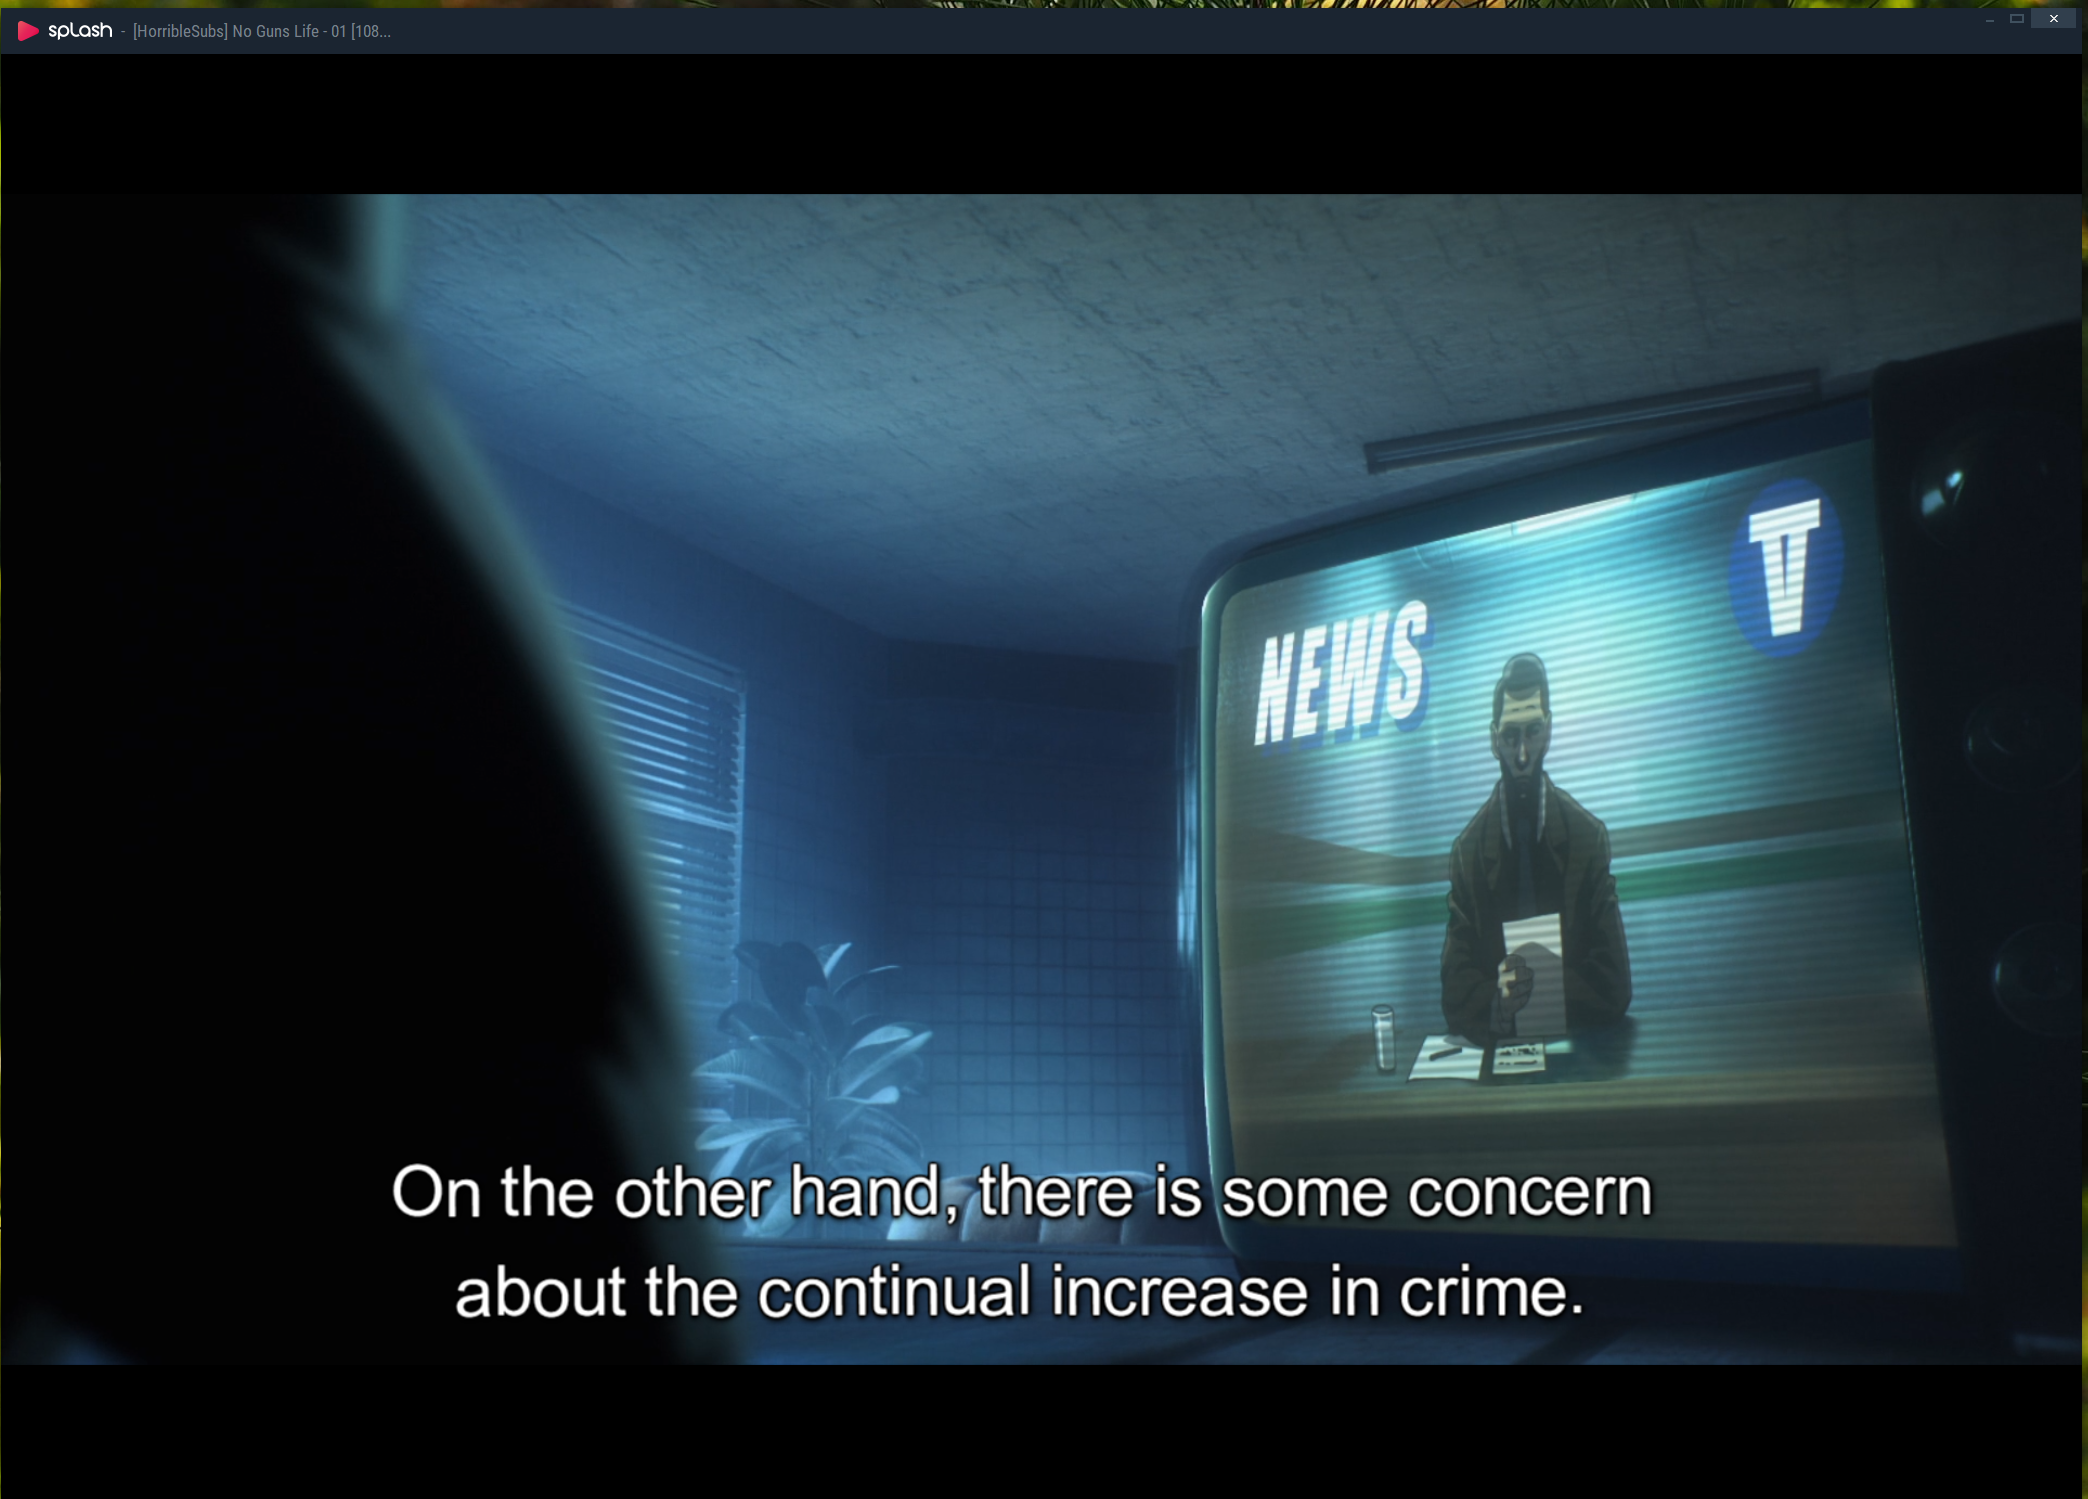 splash - [HorribleSubs] No Guns Life - 01 [108...
NEWS
TV
On the other hand, there is some concern
about the continual increase in crime.